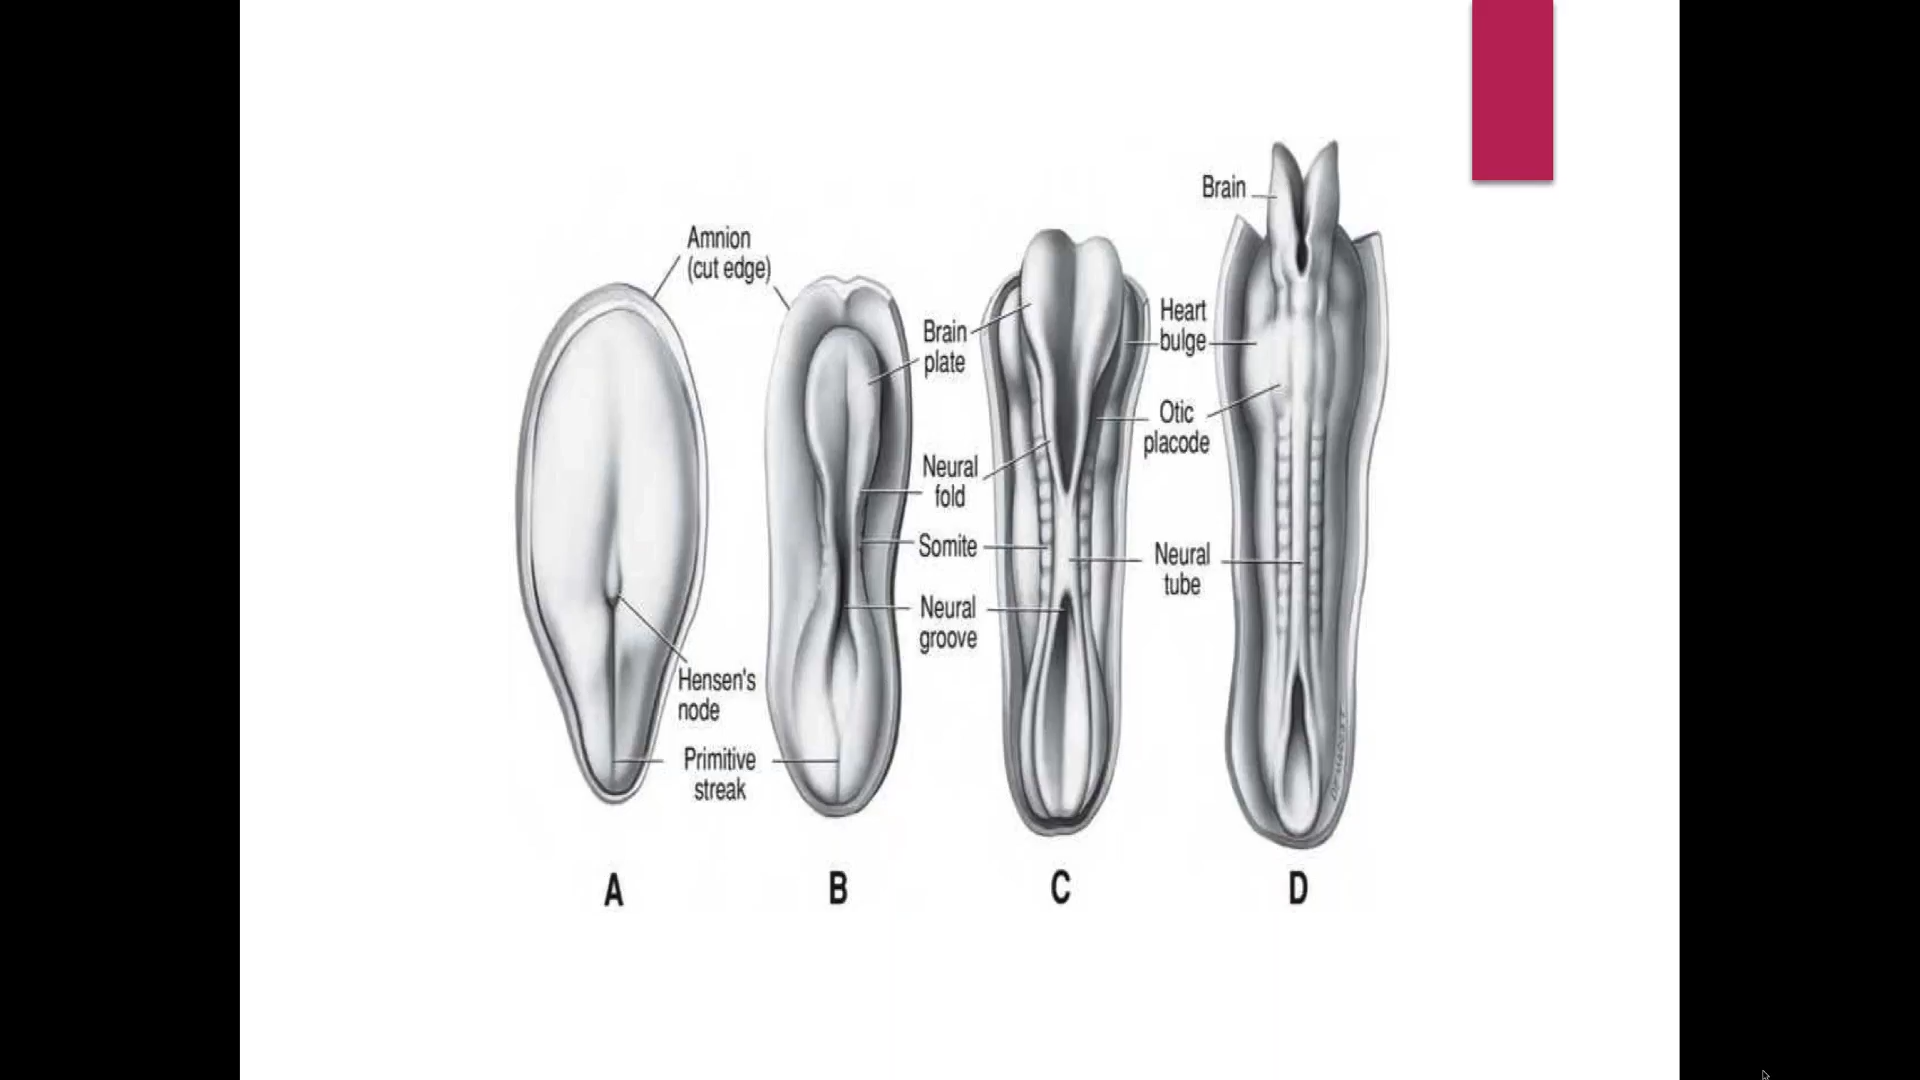 Amnion
(cut edge)
Hensen's
node
Primitive
streak
Brain
plate
Neural
fold
Somite
Neural
groove
Brain
Heart
bulge
Otic
placode
Neural
tube
A
B
C
D